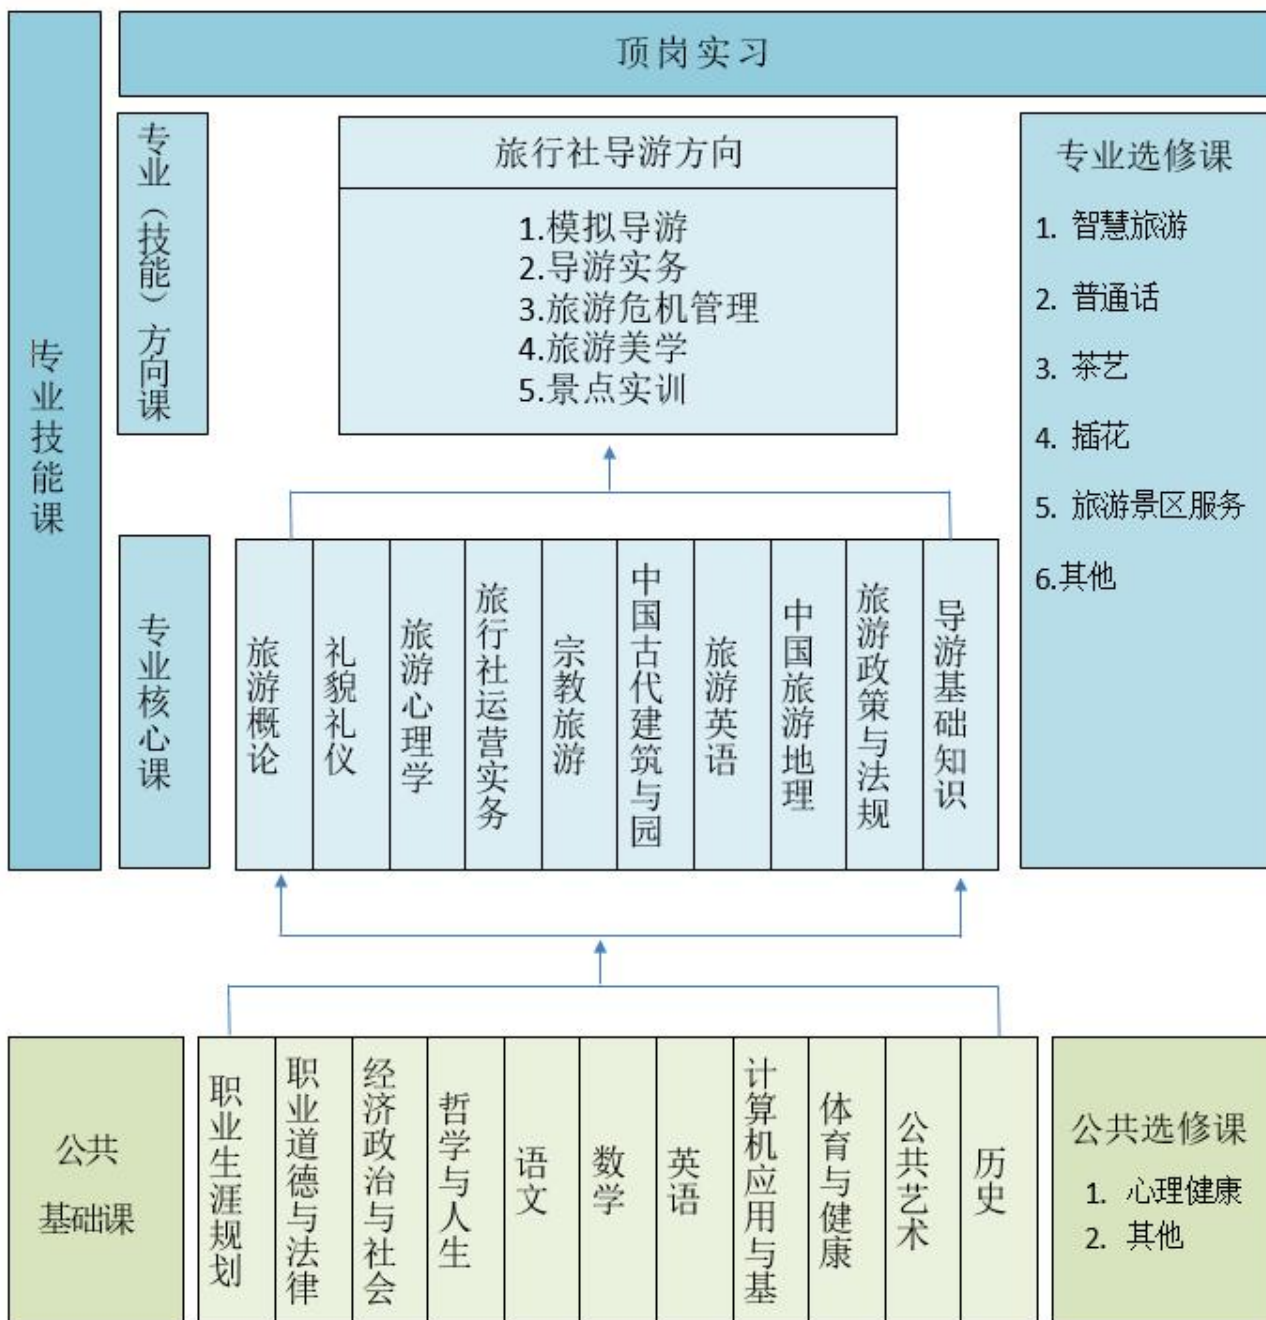 顶岗实习
专业技能课
专业（技能）方向课
旅行社导游方向
1.模拟导游
2.导游实务
3.旅游危机管理
4.旅游美学
5.景点实训
专业选修课
1. 智慧旅游
2. 普通话
3. 茶艺
4. 插花
5. 旅游景区服务
6.其他
专业核心课
旅游概论
礼貌礼仪
旅游心理学
旅行社运营实务
宗教旅游
中国古代建筑与园
旅游英语
中国旅游地理
旅游政策与法规
导游基础知识
公共
基础课
职业生涯规划
职业道德与法律
经济政治与社会
哲学与人生
语文
数学
英语
计算机应用与基
体育与健康
公共艺术
历史
公共选修课
1. 心理健康
2. 其他